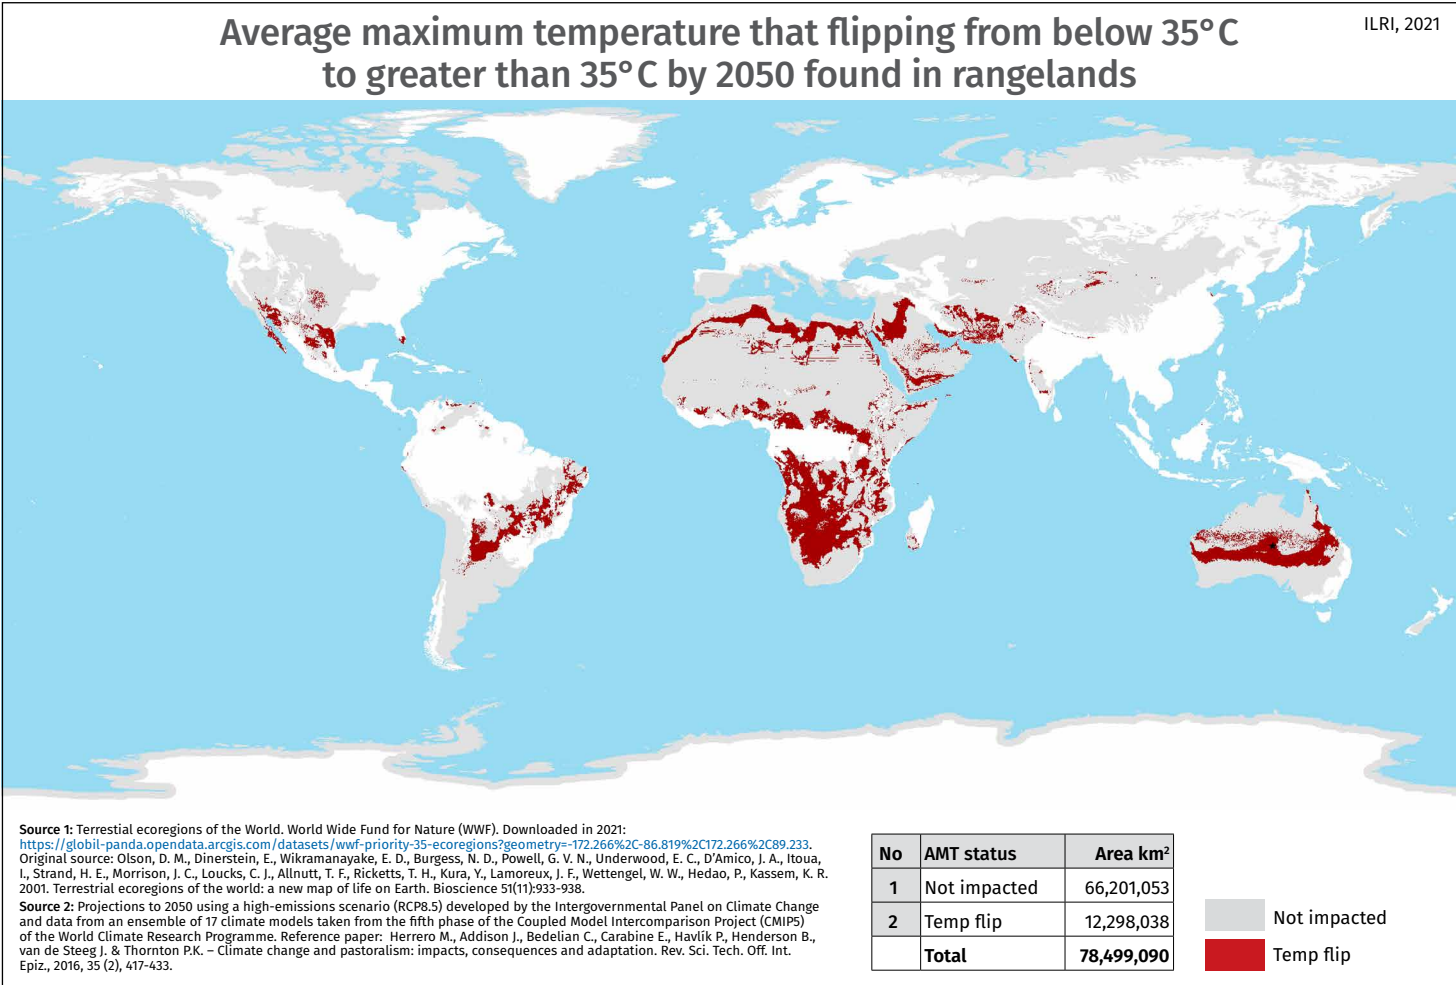 Average maximum temperature that flipping from below 35°C
to greater than 35°C by 2050 found in rangelands
ILRI, 2021
Source 1: Terrestial ecoregions of the World. World Wide Fund for Nature (WWF). Downloaded in 2021:
https://globil-panda.opendata.arcgis.com/datasets/wwf-priority-35-ecoregions?geometry=-172.266%2C-86.819%2C172.266%2C89.233.
Original source: Olson, D. M., Dinerstein, E., Wikramanayake, E. D., Burgess, N. D., Powell, G. V. N., Underwood, E. C., D’Amico, J. A., Itoua,
I., Strand, H. E., Morrison, J. C., Loucks, C. J., Allnutt, T. F., Ricketts, T. H., Kura, Y., Lamoreux, J. F., Wettengel, W. W., Hedao, P., Kassem, K. R.
2001. Terrestrial ecoregions of the world: a new map of life on Earth. Bioscience 51(11):933-938.
Source 2: Projections to 2050 using a high-emissions scenario (RCP8.5) developed by the Intergovernmental Panel on Climate Change
and data from an ensemble of 17 climate models taken from the fifth phase of the Coupled Model Intercomparison Project (CMIP5)
of the World Climate Research Programme. Reference paper: Herrero M., Addison J., Bedelian C., Carabine E., Havlík P., Henderson B.,
van de Steeg J. & Thornton P.K. – Climate change and pastoralism: impacts, consequences and adaptation. Rev. Sci. Tech. Off. Int.
Epiz., 2016, 35 (2), 417-433.
No AMT status Area km²
1 Not impacted 66,201,053
2 Temp flip 12,298,038
Total 78,499,090
Not impacted
Temp flip